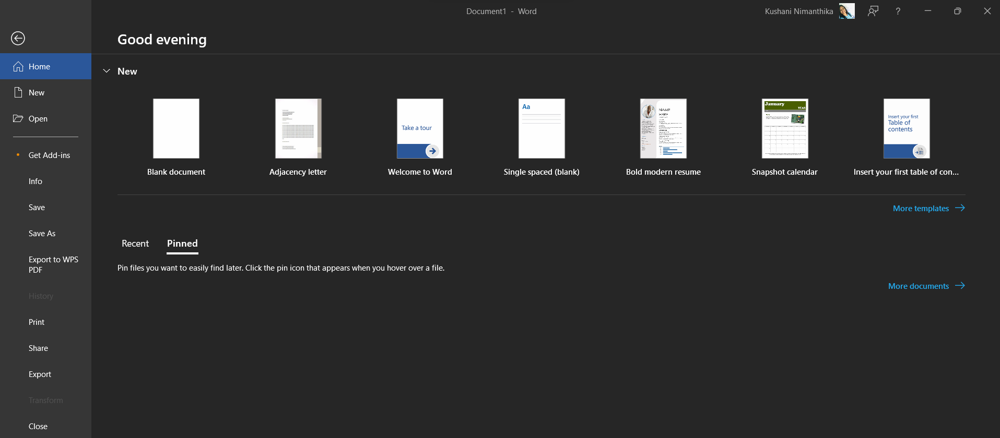 Document1 - Word
Kushani Nimanthika
?
Good evening
Home
New
Open
Get Add-ins
Info
Save
Save As
Export to WPS
PDF
History
Print
Share
Export
Transform
Close
New
Take a tour
Aa
NAME
HERE
January
YEAR
Insert your first
Table of
contents
Blank document
Adjacency letter
Welcome to Word
Single spaced (blank)
Bold modern resume
Snapshot calendar
Insert your first table of con...
More templates
Recent
Pinned
Pin files you want to easily find later. Click the pin icon that appears when you hover over a file.
More documents